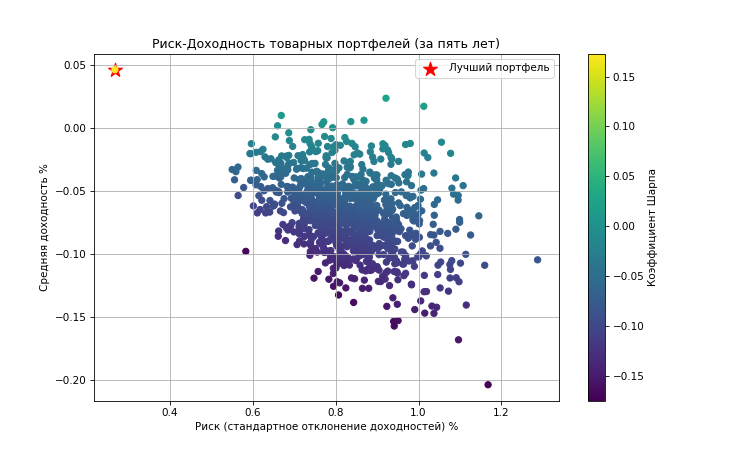 Риск-Доходность товарных портфелей (за пять лет)
Лучший портфель
Средняя доходность %
0.05
0.00
−0.05
−0.10
−0.15
−0.20
0.4 0.6 0.8 1.0 1.2
Риск (стандартное отклонение доходностей) %
0.15
0.10
0.05
0.00
−0.05
−0.10
−0.15
Коэффициент Шарпа